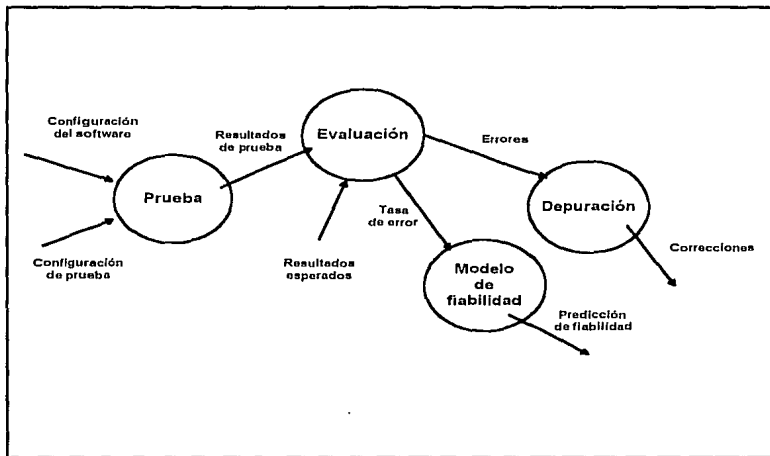 Configuración
del software
Resultados
de prueba
Evaluación
Errores
Prueba
Tasa
de error
Depuración
Configuración
de prueba
Resultados
esperados
Modelo
de
fiabilidad
Correcciones
Predicción
de fiabilidad